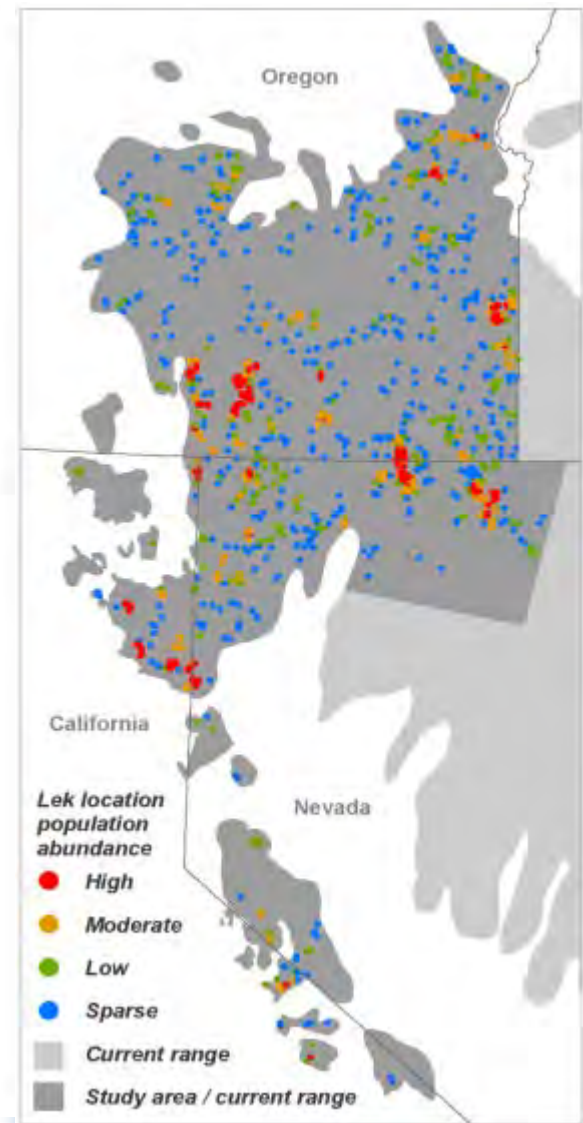 Oregon
California
Nevada
Lek location
population
abundance
High
Moderate
Low
Sparse
Current range
Study area / current range